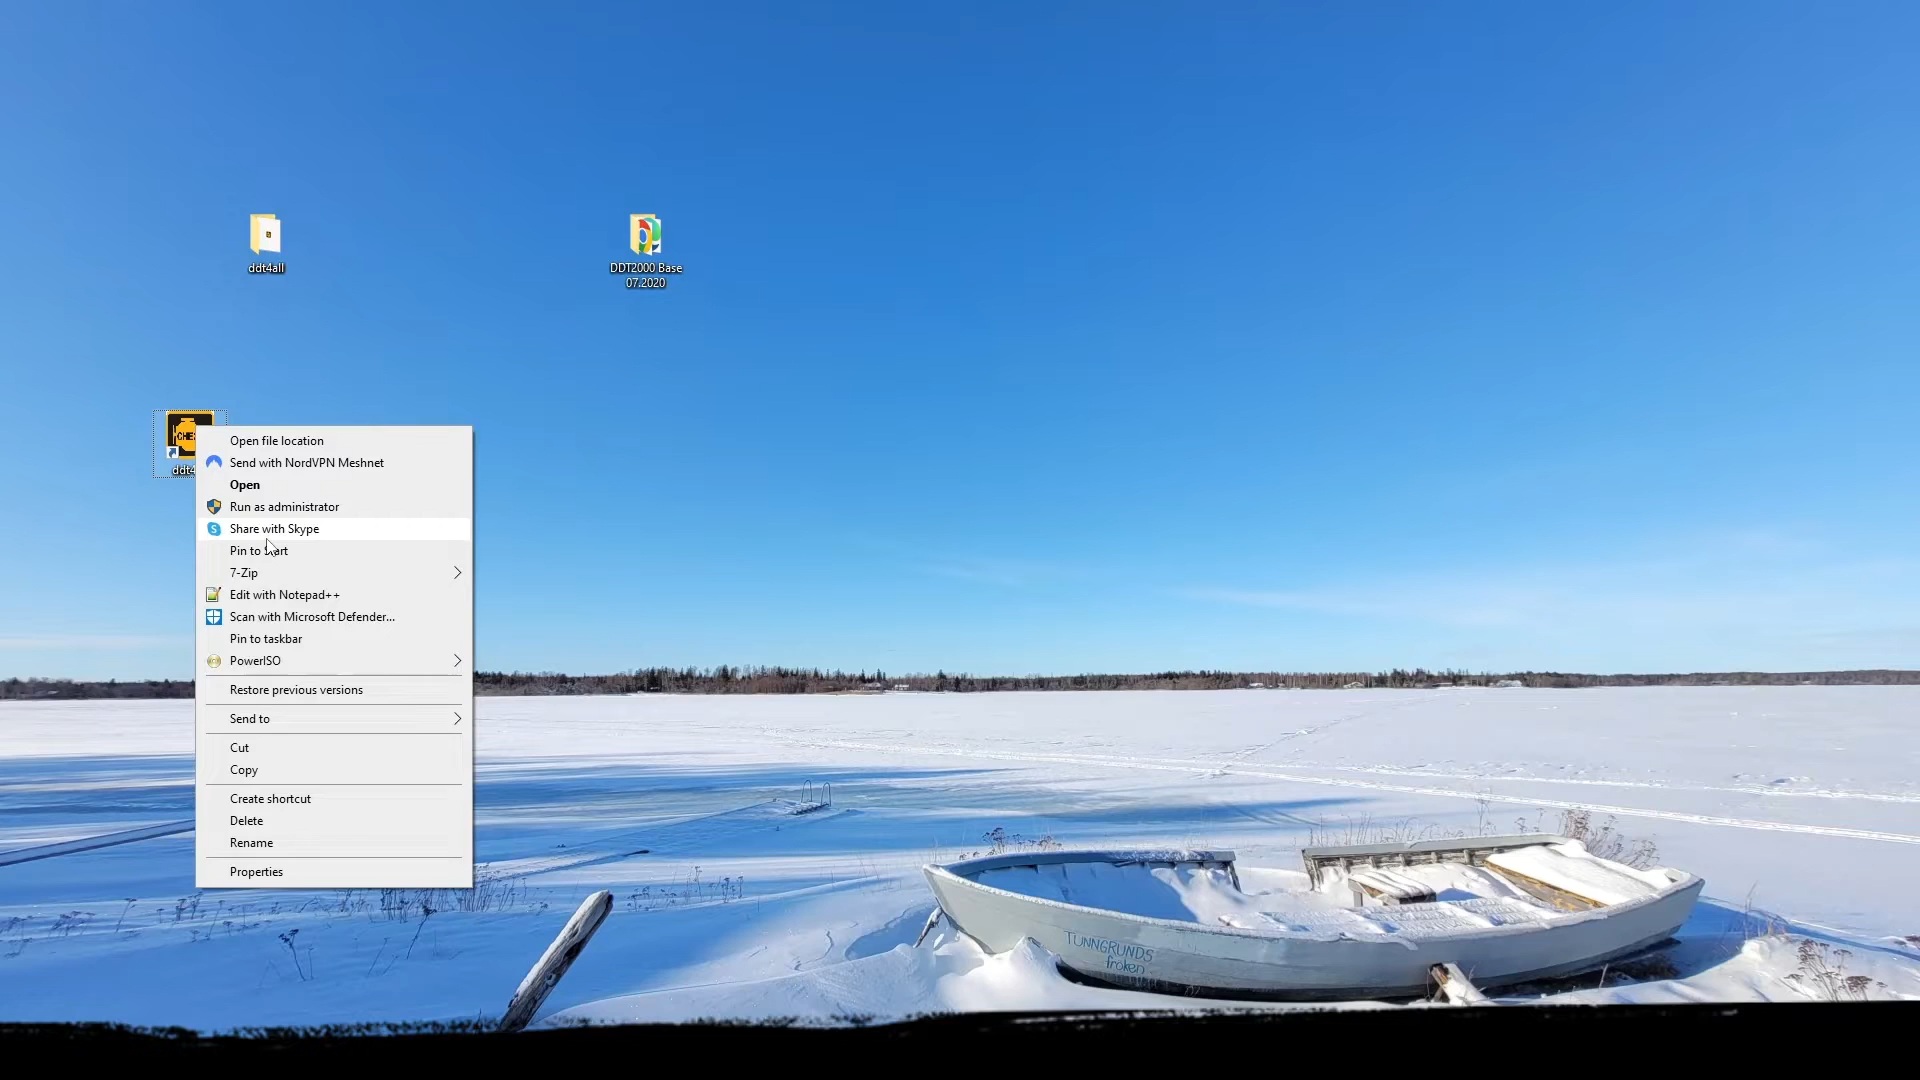 ddt4all
DDT2000 Base
07.2020
CHE
ddt4
Open file location
Send with NordVPN Meshnet
Open
Run as administrator
Share with Skype
Pin to Start
7-Zip
Edit with Notepad++
Scan with Microsoft Defender...
Pin to taskbar
PowerISO
Restore previous versions
Send to
Cut
Copy
Create shortcut
Delete
Rename
Properties
TUNNGRUNDS
fröken